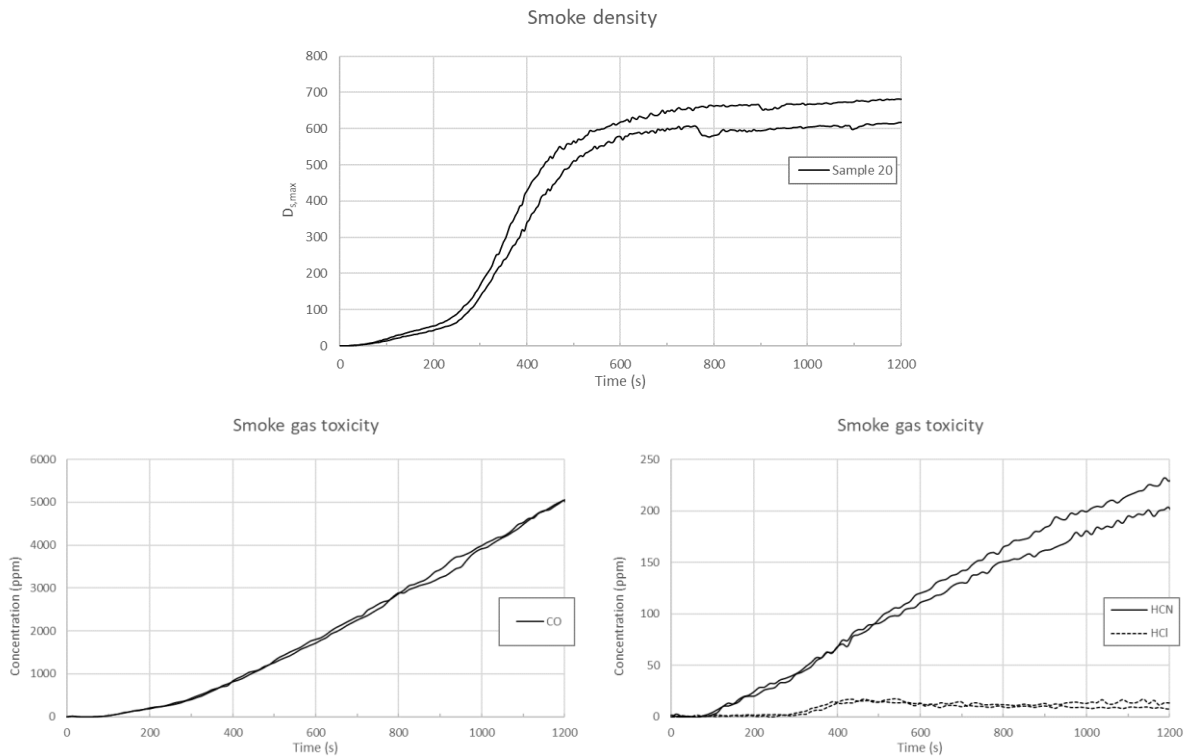 Smoke density
800
700
600
500
400
300
200
100
0
D_s,max
0 200 400 600 800 1000 1200
Time (s)
Sample 20
Smoke gas toxicity
6000
5000
4000
3000
2000
1000
0
Concentration (ppm)
0 200 400 600 800 1000 1200
Time (s)
CO
Smoke gas toxicity
250
200
150
100
50
0
Concentration (ppm)
0 200 400 600 800 1000 1200
Time (s)
HCN
HCl